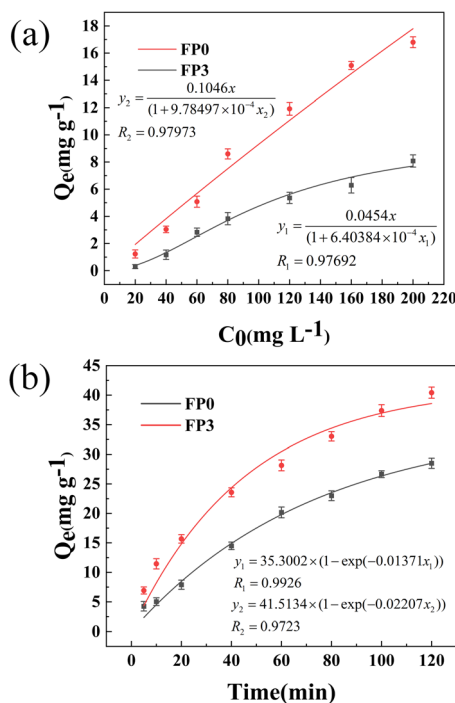 (a)
FP0
FP3
y₂ = 0.1046x / (1+9.78497×10⁻⁴x₂)
R₂ = 0.97973
y₁ = 0.0454x / (1+6.40384×10⁻⁴x₁)
R₁ = 0.97692
Qe(mg g-1)
18
16
14
12
10
8
6
4
2
0
0 20 40 60 80 100 120 140 160 180 200 220
C0(mg L-1)
(b)
FP0
FP3
y₁ = 35.3002×(1−exp(−0.01371x₁))
R₁ = 0.9926
y₂ = 41.5134×(1−exp(−0.02207x₂))
R₂ = 0.9723
Qe(mg g-1)
45
40
35
30
25
20
15
10
5
0
0 20 40 60 80 100 120
Time(min)